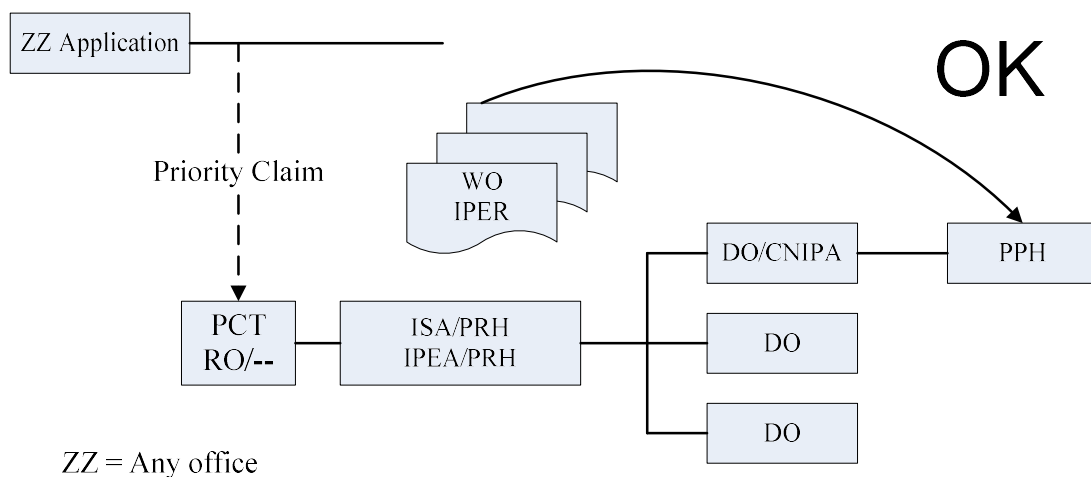 ZZ Application
OK
Priority Claim
WO
IPER
DO/CNIPA
PPH
PCT
RO/--
ISA/PRH
IPEA/PRH
DO
DO
ZZ = Any office